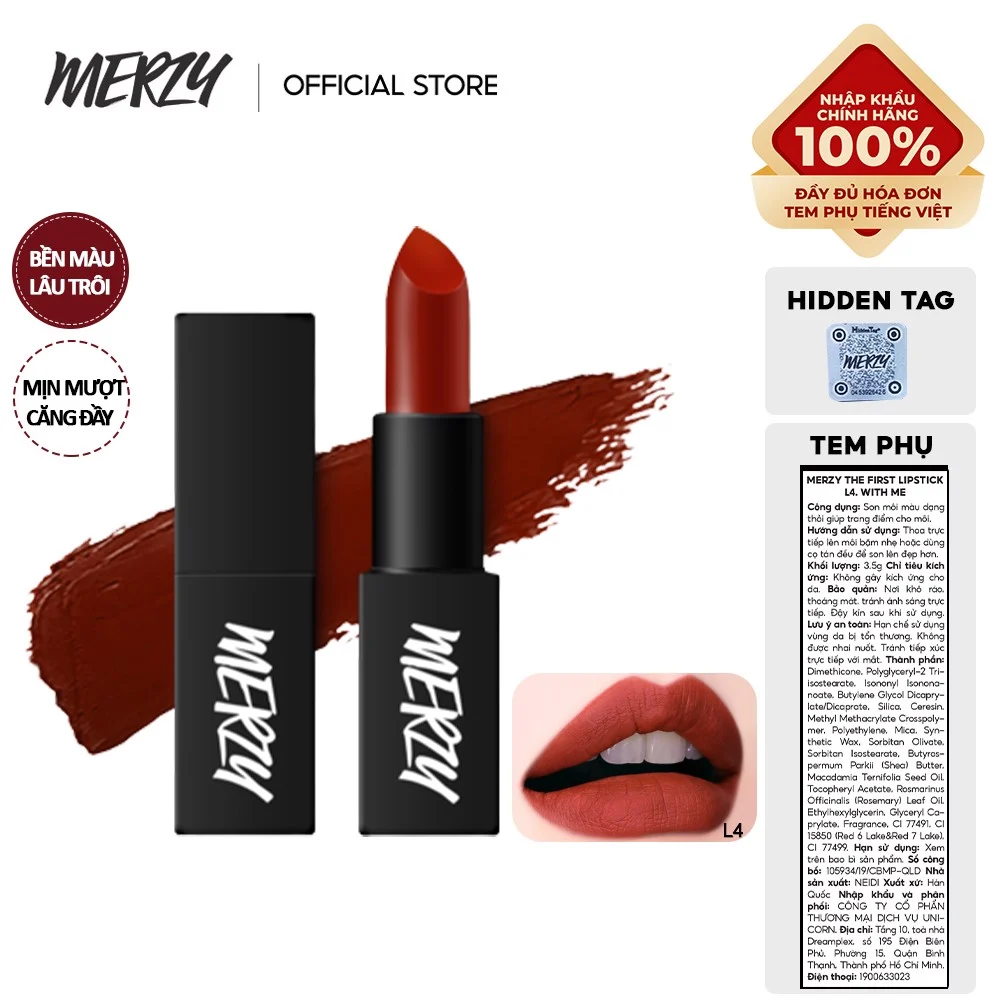 MERZY
OFFICIAL STORE
NHẬP KHẨU
CHÍNH HÃNG
100%
ĐẦY ĐỦ HÓA ĐƠN
TEM PHỤ TIẾNG VIỆT
BỀN MÀU
LÂU TRÔI
MỊN MƯỢT
CĂNG ĐẦY
MERZY
MERZY
L4
HIDDEN TAG
HiddenTag
MERZY
TEM PHỤ
MERZY THE FIRST LIPSTICK
L4. WITH ME
Công dụng: Son môi màu dạng
thỏi giúp trang điểm cho môi.
Hướng dẫn sử dụng: Thoa trực
tiếp lên môi bặm nhẹ hoặc dùng
cọ tán đều để son lên đẹp hơn.
Khối lượng: 3.5g Chỉ tiêu kích
ứng: Không gây kích ứng cho
da. Bảo quản: Nơi khô ráo,
thoáng mát, tránh ánh sáng trực
tiếp. Đậy kín sau khi sử dụng.
Lưu ý an toàn: Hạn chế sử dụng
vùng da bị tổn thương. Không
được nhai nuốt. Tránh tiếp xúc
trực tiếp với mắt. Thành phần:
Dimethicone, Polyglyceryl-2 Tri-
isostearate, Isononyl Isonona-
noate, Butylene Glycol Dicapry-
late/Dicaprate, Silica, Ceresin,
Methyl Methacrylate Crosspoly-
mer, Polyethylene, Mica, Syn-
thetic Wax, Sorbitan Olivate,
Sorbitan Isostearate, Butyros-
permum Parkii (Shea) Butter,
Macadamia Ternifolia Seed Oil,
Tocopheryl Acetate, Rosmarinus
Officinalis (Rosemary) Leaf Oil,
Ethylhexylglycerin, Glyceryl Ca-
prylate, Fragrance, CI 77491, CI
15850 (Red 6 Lake&Red 7 Lake),
CI 77499. Hạn sử dụng: Xem
trên bao bì sản phẩm. Số công
bố: 105934/19/CBMP-QLD Nhà
sản xuất: NEIDI Xuất xứ: Hàn
Quốc Nhập khẩu và phân
phối: CÔNG TY CỔ PHẦN
THƯƠNG MẠI DỊCH VỤ UNI-
CORN. Địa chỉ: Tầng 10, toà nhà
Dreamplex, số 195 Điện Biên
Phủ, Phường 15, Quận Bình
Thạnh, Thành phố Hồ Chí Minh.
Điện thoại: 1900633023